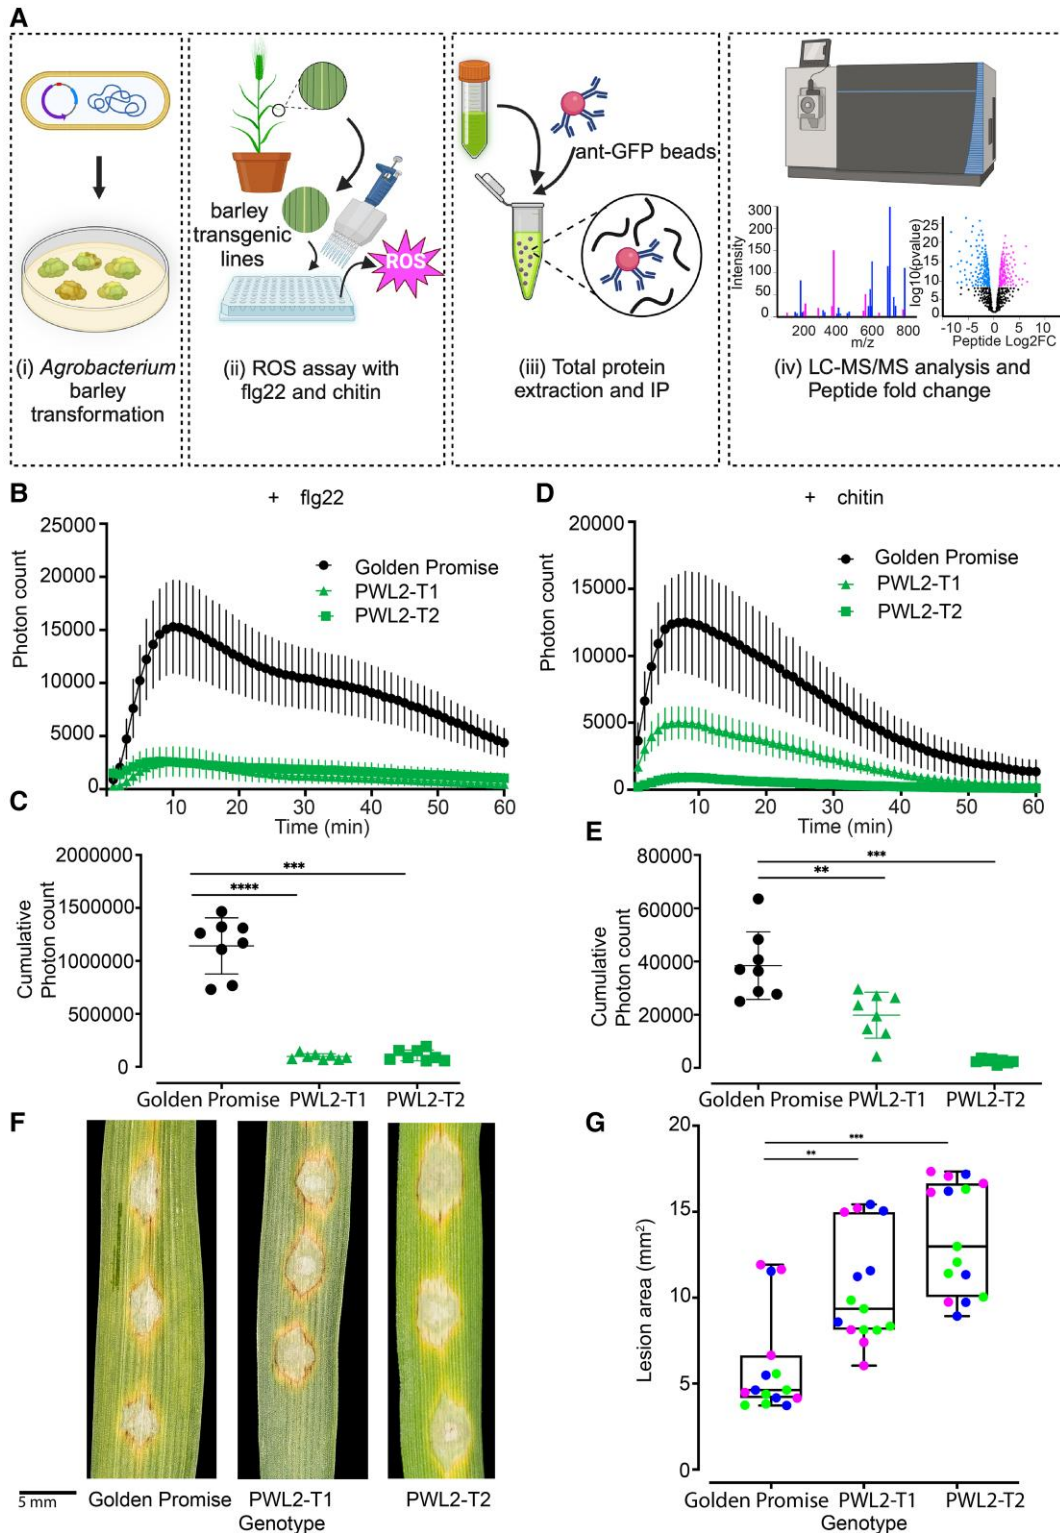 A
barley
transgenic
lines
ROS
ant-GFP beads
Intensity
300
200
150
100
50
0
200 400 600 800
m/z
log10(pvalue)
25
20
15
10
5
0
-10 -5 0 5 10
Peptide Log2FC
(i) Agrobacterium
barley
transformation
(ii) ROS assay with
flg22 and chitin
(iii) Total protein
extraction and IP
(iv) LC-MS/MS analysis and
Peptide fold change
B
+ flg22
Photon count
25000
20000
15000
10000
5000
0
Golden Promise
PWL2-T1
PWL2-T2
10 20 30 40 50 60
Time (min)
D
+ chitin
Photon count
20000
15000
10000
5000
0
Golden Promise
PWL2-T1
PWL2-T2
10 20 30 40 50 60
Time (min)
C
Cumulative
Photon count
2000000
1500000
1000000
500000
0
***
****
Golden Promise PWL2-T1 PWL2-T2
E
Cumulative
Photon count
80000
60000
40000
20000
0
***
**
Golden Promise PWL2-T1 PWL2-T2
F
5 mm
Golden Promise PWL2-T1 PWL2-T2
Genotype
G
Lesion area (mm²)
20
15
10
5
0
***
**
Golden Promise PWL2-T1 PWL2-T2
Genotype